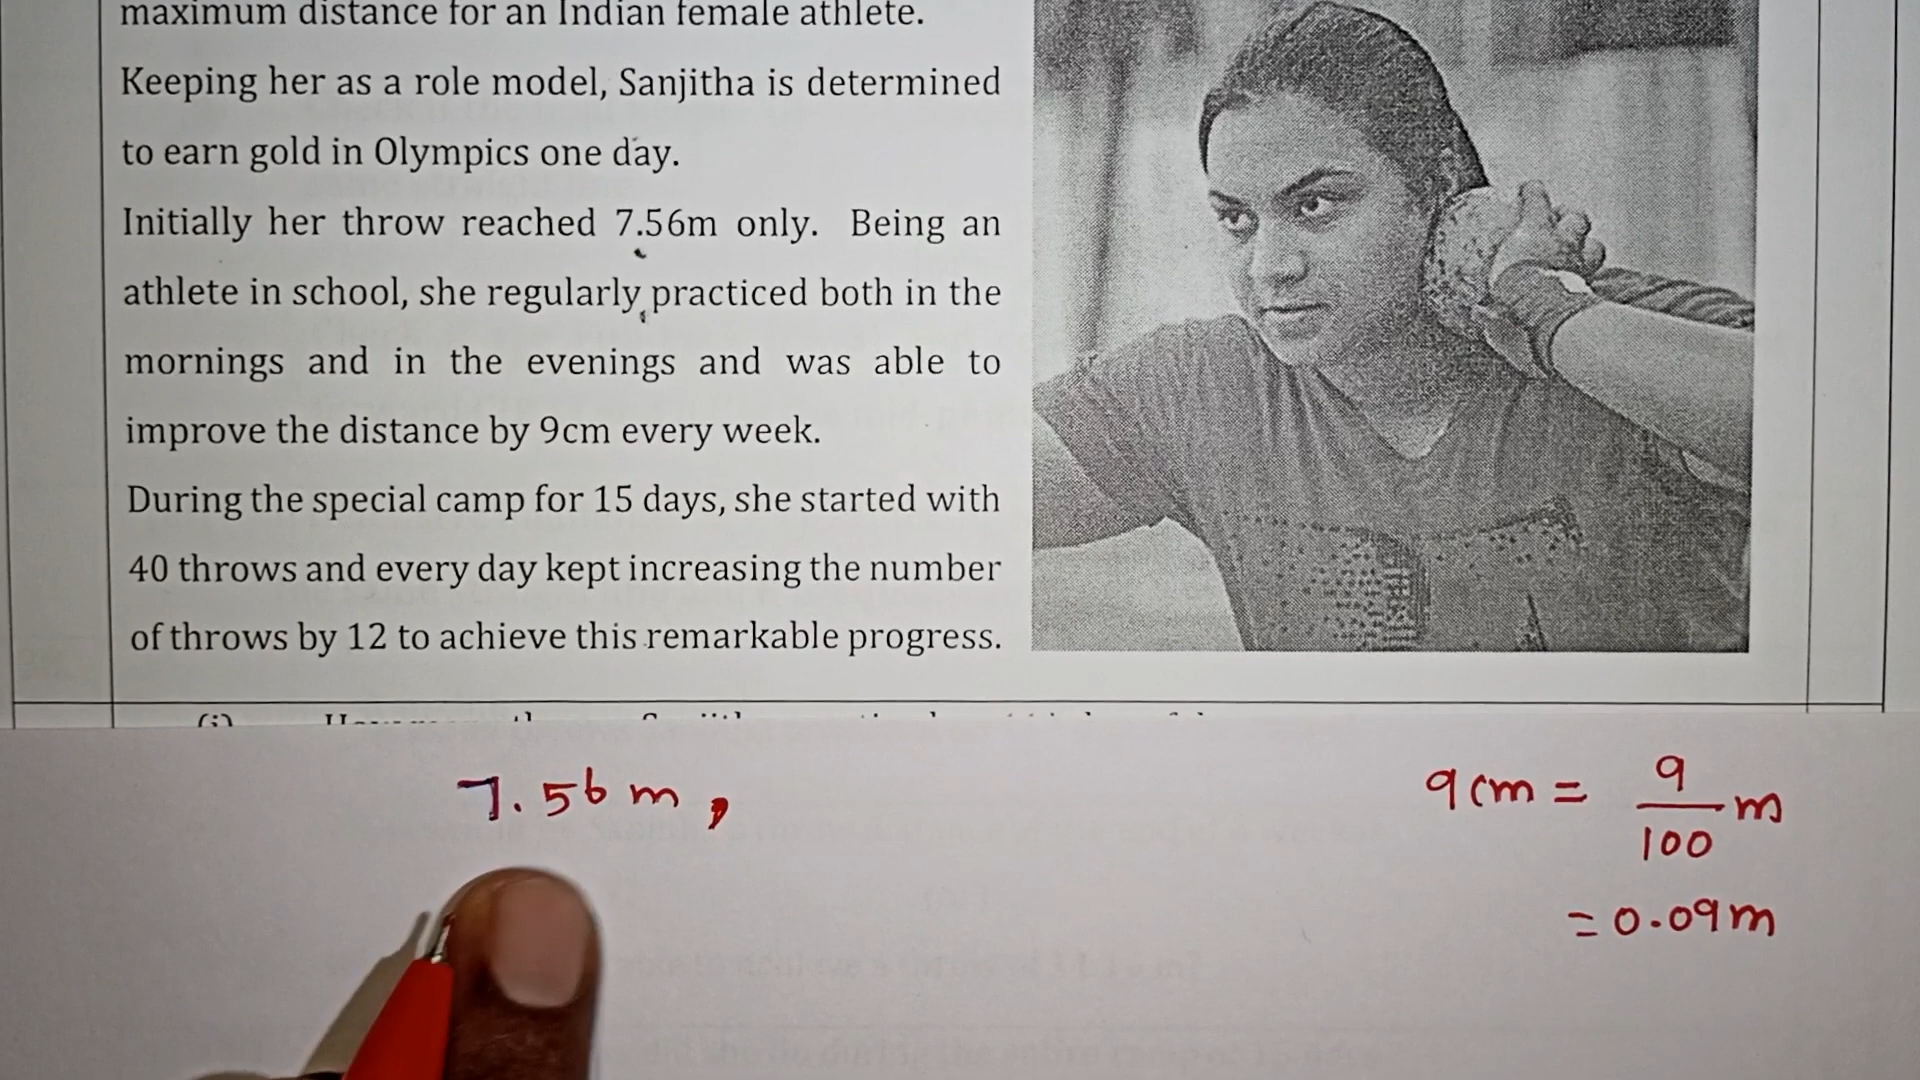 maximum distance for an Indian female athlete.
Keeping her as a role model, Sanjitha is determined
to earn gold in Olympics one day.
Initially her throw reached 7.56m only. Being an
athlete in school, she regularly practiced both in the
mornings and in the evenings and was able to
improve the distance by 9cm every week.
During the special camp for 15 days, she started with
40 throws and every day kept increasing the number
of throws by 12 to achieve this remarkable progress.
(i)
7.56 m,
9cm = 9/100 m
= 0.09m